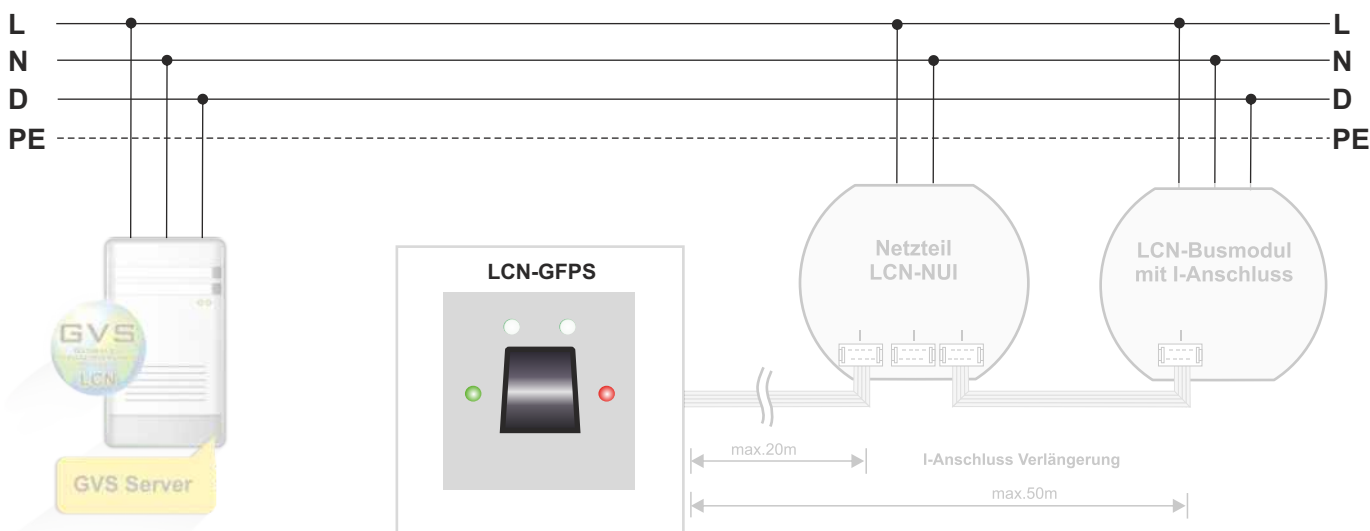 L
N
D
PE
L
N
D
PE
LCN-GFPS
Netzteil
LCN-NUI
LCN-Busmodul
mit I-Anschluss
I
I
I
I
GVS
LCN
GVS Server
max.20m
I-Anschluss Verlängerung
max.50m